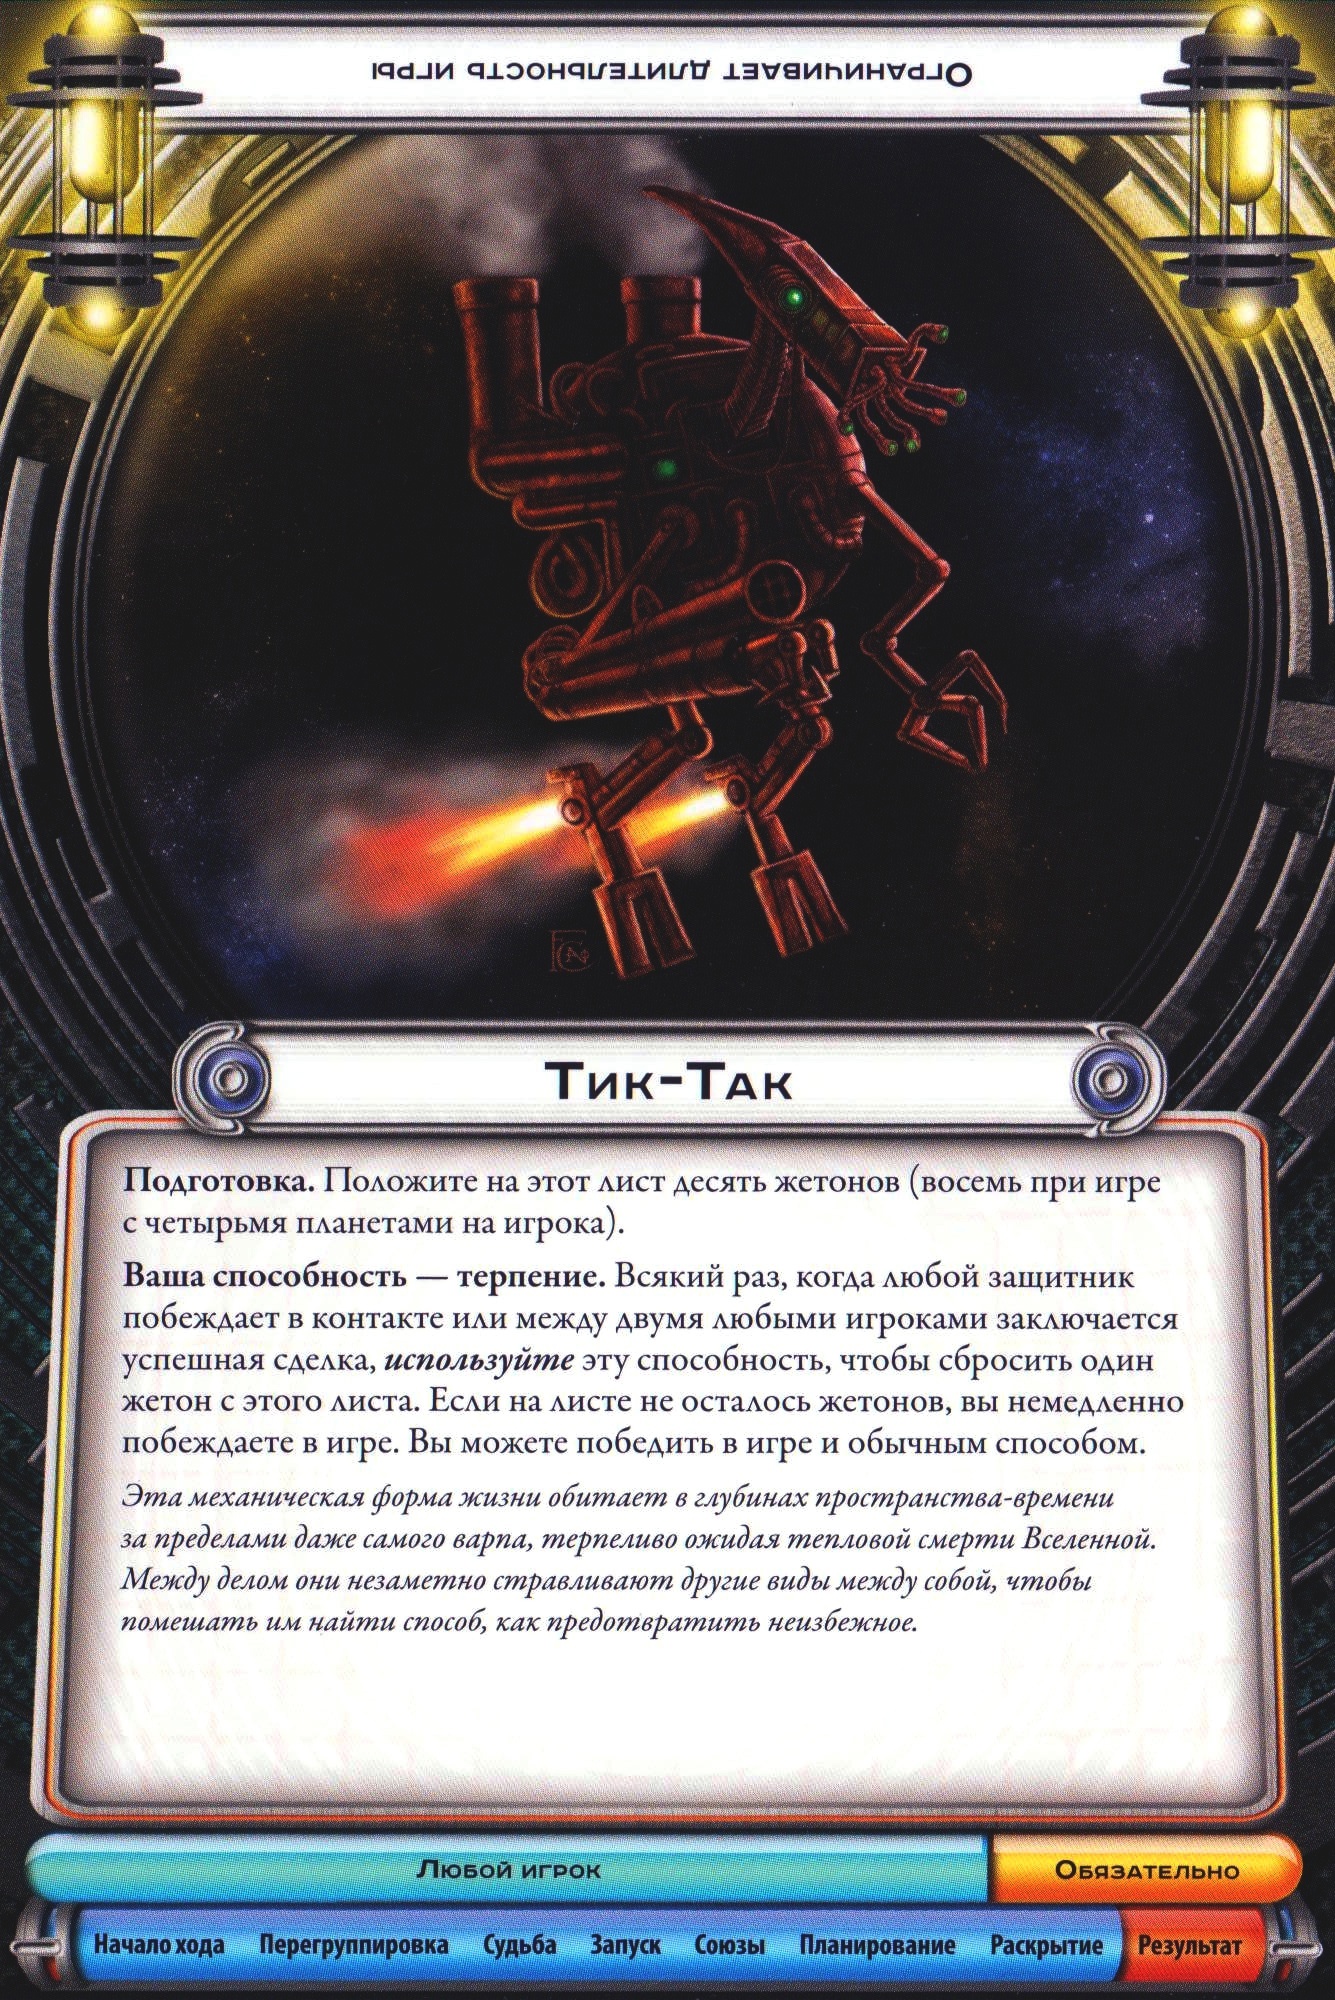 Ограничивает длительность игры
Тик-Так
Подготовка. Положите на этот лист десять жетонов (восемь при игре
с четырьмя планетами на игрока).
Ваша способность — терпение. Всякий раз, когда любой защитник
побеждает в контакте или между двумя любыми игроками заключается
успешная сделка, используйте эту способность, чтобы сбросить один
жетон с этого листа. Если на листе не осталось жетонов, вы немедленно
побеждаете в игре. Вы можете победить в игре и обычным способом.
Эта механическая форма жизни обитает в глубинах пространства-времени
за пределами даже самого варпа, терпеливо ожидая тепловой смерти Вселенной.
Между делом они незаметно стравливают другие виды между собой, чтобы
помешать им найти способ, как предотвратить неизбежное.
Любой игрок Обязательно
Начало хода Перегруппировка Судьба Запуск Союзы Планирование Раскрытие Результат